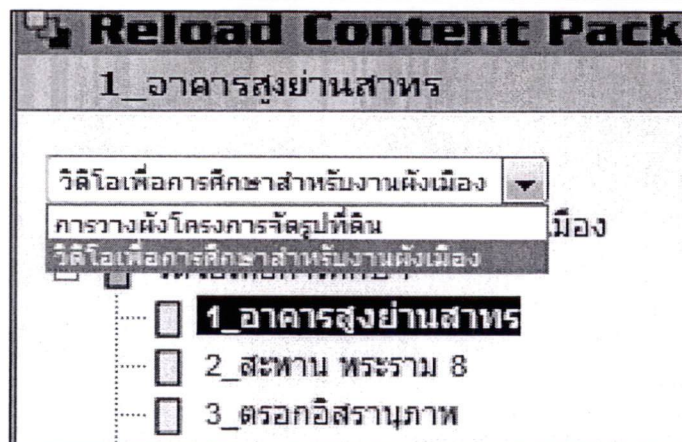 Reload Content Pack
1_อาคารสูงย่านสาทร
วิดิโอเพื่อการศึกษาสำหรับงานผังเมือง
การวางผังโครงการจัดรูปที่ดิน
มือง
วิดิโอเพื่อการศึกษาสำหรับงานผังเมือง
1_อาคารสูงย่านสาทร
2_สะพาน พระราม 8
3_ตรอกอิสรานุภาพ